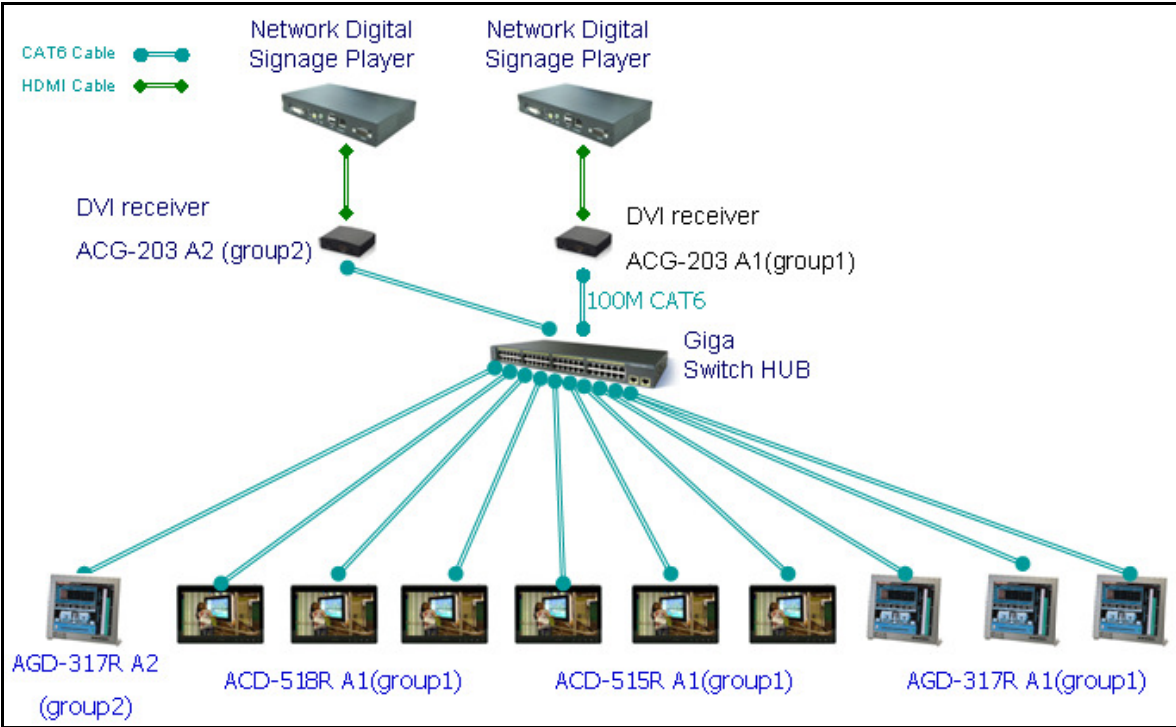 CAT6 Cable
HDMI Cable
Network Digital
Signage Player
Network Digital
Signage Player
DVI receiver
ACG-203 A2 (group2)
DVI receiver
ACG-203 A1(group1)
100M CAT6
Giga
Switch HUB
AGD-317R A2
(group2)
ACD-518R A1(group1)
ACD-515R A1(group1)
AGD-317R A1(group1)